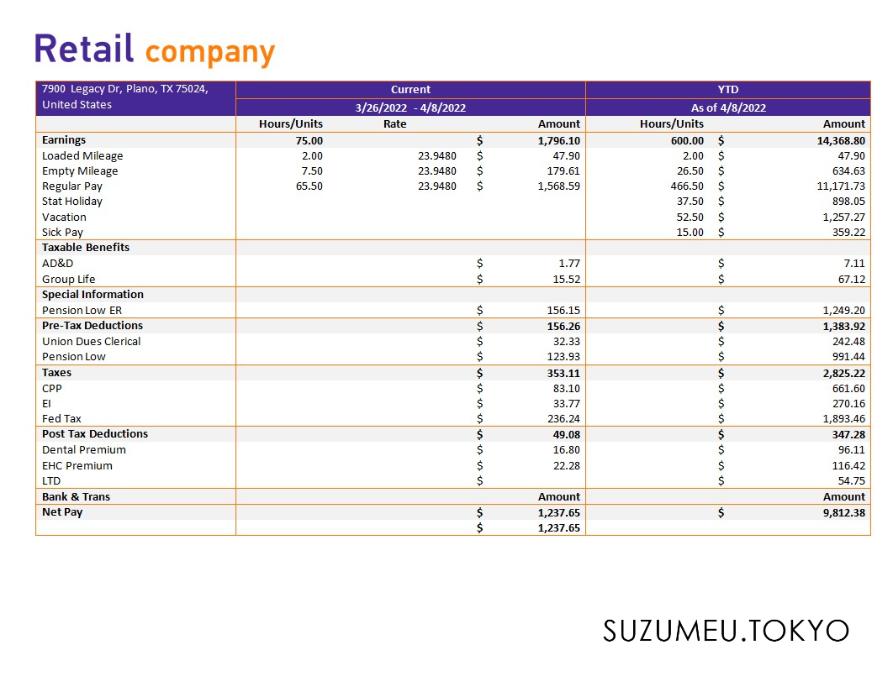 Retail company
7900 Legacy Dr, Plano, TX 75024, Current YTD
United States 3/26/2022 - 4/8/2022 As of 4/8/2022
Hours/Units Rate Amount Hours/Units Amount
Earnings 75.00 $ 1,796.10 600.00 $ 14,368.80
Loaded Mileage 2.00 23.9480 $ 47.90 2.00 $ 47.90
Empty Mileage 7.50 23.9480 $ 179.61 26.50 $ 634.63
Regular Pay 65.50 23.9480 $ 1,568.59 466.50 $ 11,171.73
Stat Holiday 37.50 $ 898.05
Vacation 52.50 $ 1,257.27
Sick Pay 15.00 $ 359.22
Taxable Benefits
AD&D $ 1.77 $ 7.11
Group Life $ 15.52 $ 67.12
Special Information
Pension Low ER $ 156.15 $ 1,249.20
Pre-Tax Deductions $ 156.26 $ 1,383.92
Union Dues Clerical $ 32.33 $ 242.48
Pension Low $ 123.93 $ 991.44
Taxes $ 353.11 $ 2,825.22
CPP $ 83.10 $ 661.60
EI $ 33.77 $ 270.16
Fed Tax $ 236.24 $ 1,893.46
Post Tax Deductions $ 49.08 $ 347.28
Dental Premium $ 16.80 $ 96.11
EHC Premium $ 22.28 $ 116.42
LTD $ $ 54.75
Bank & Trans Amount Amount
Net Pay $ 1,237.65 $ 9,812.38
$ 1,237.65
SUZUMEU.TOKYO